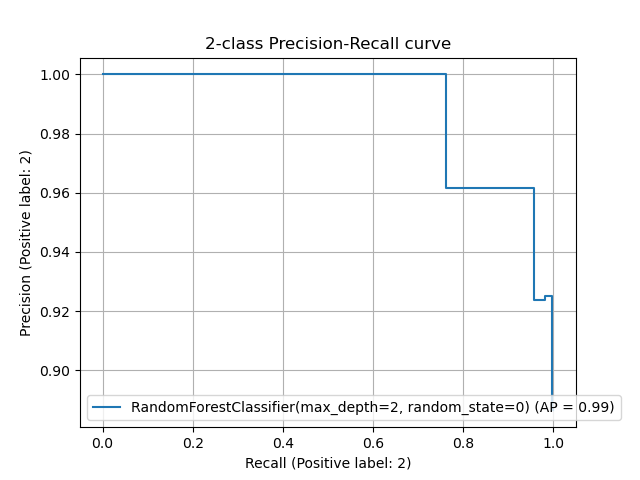 2-class Precision-Recall curve
1.00
0.98
0.96
0.94
0.92
0.90
Precision (Positive label: 2)
RandomForestClassifier(max_depth=2, random_state=0) (AP = 0.99)
0.0 0.2 0.4 0.6 0.8 1.0
Recall (Positive label: 2)